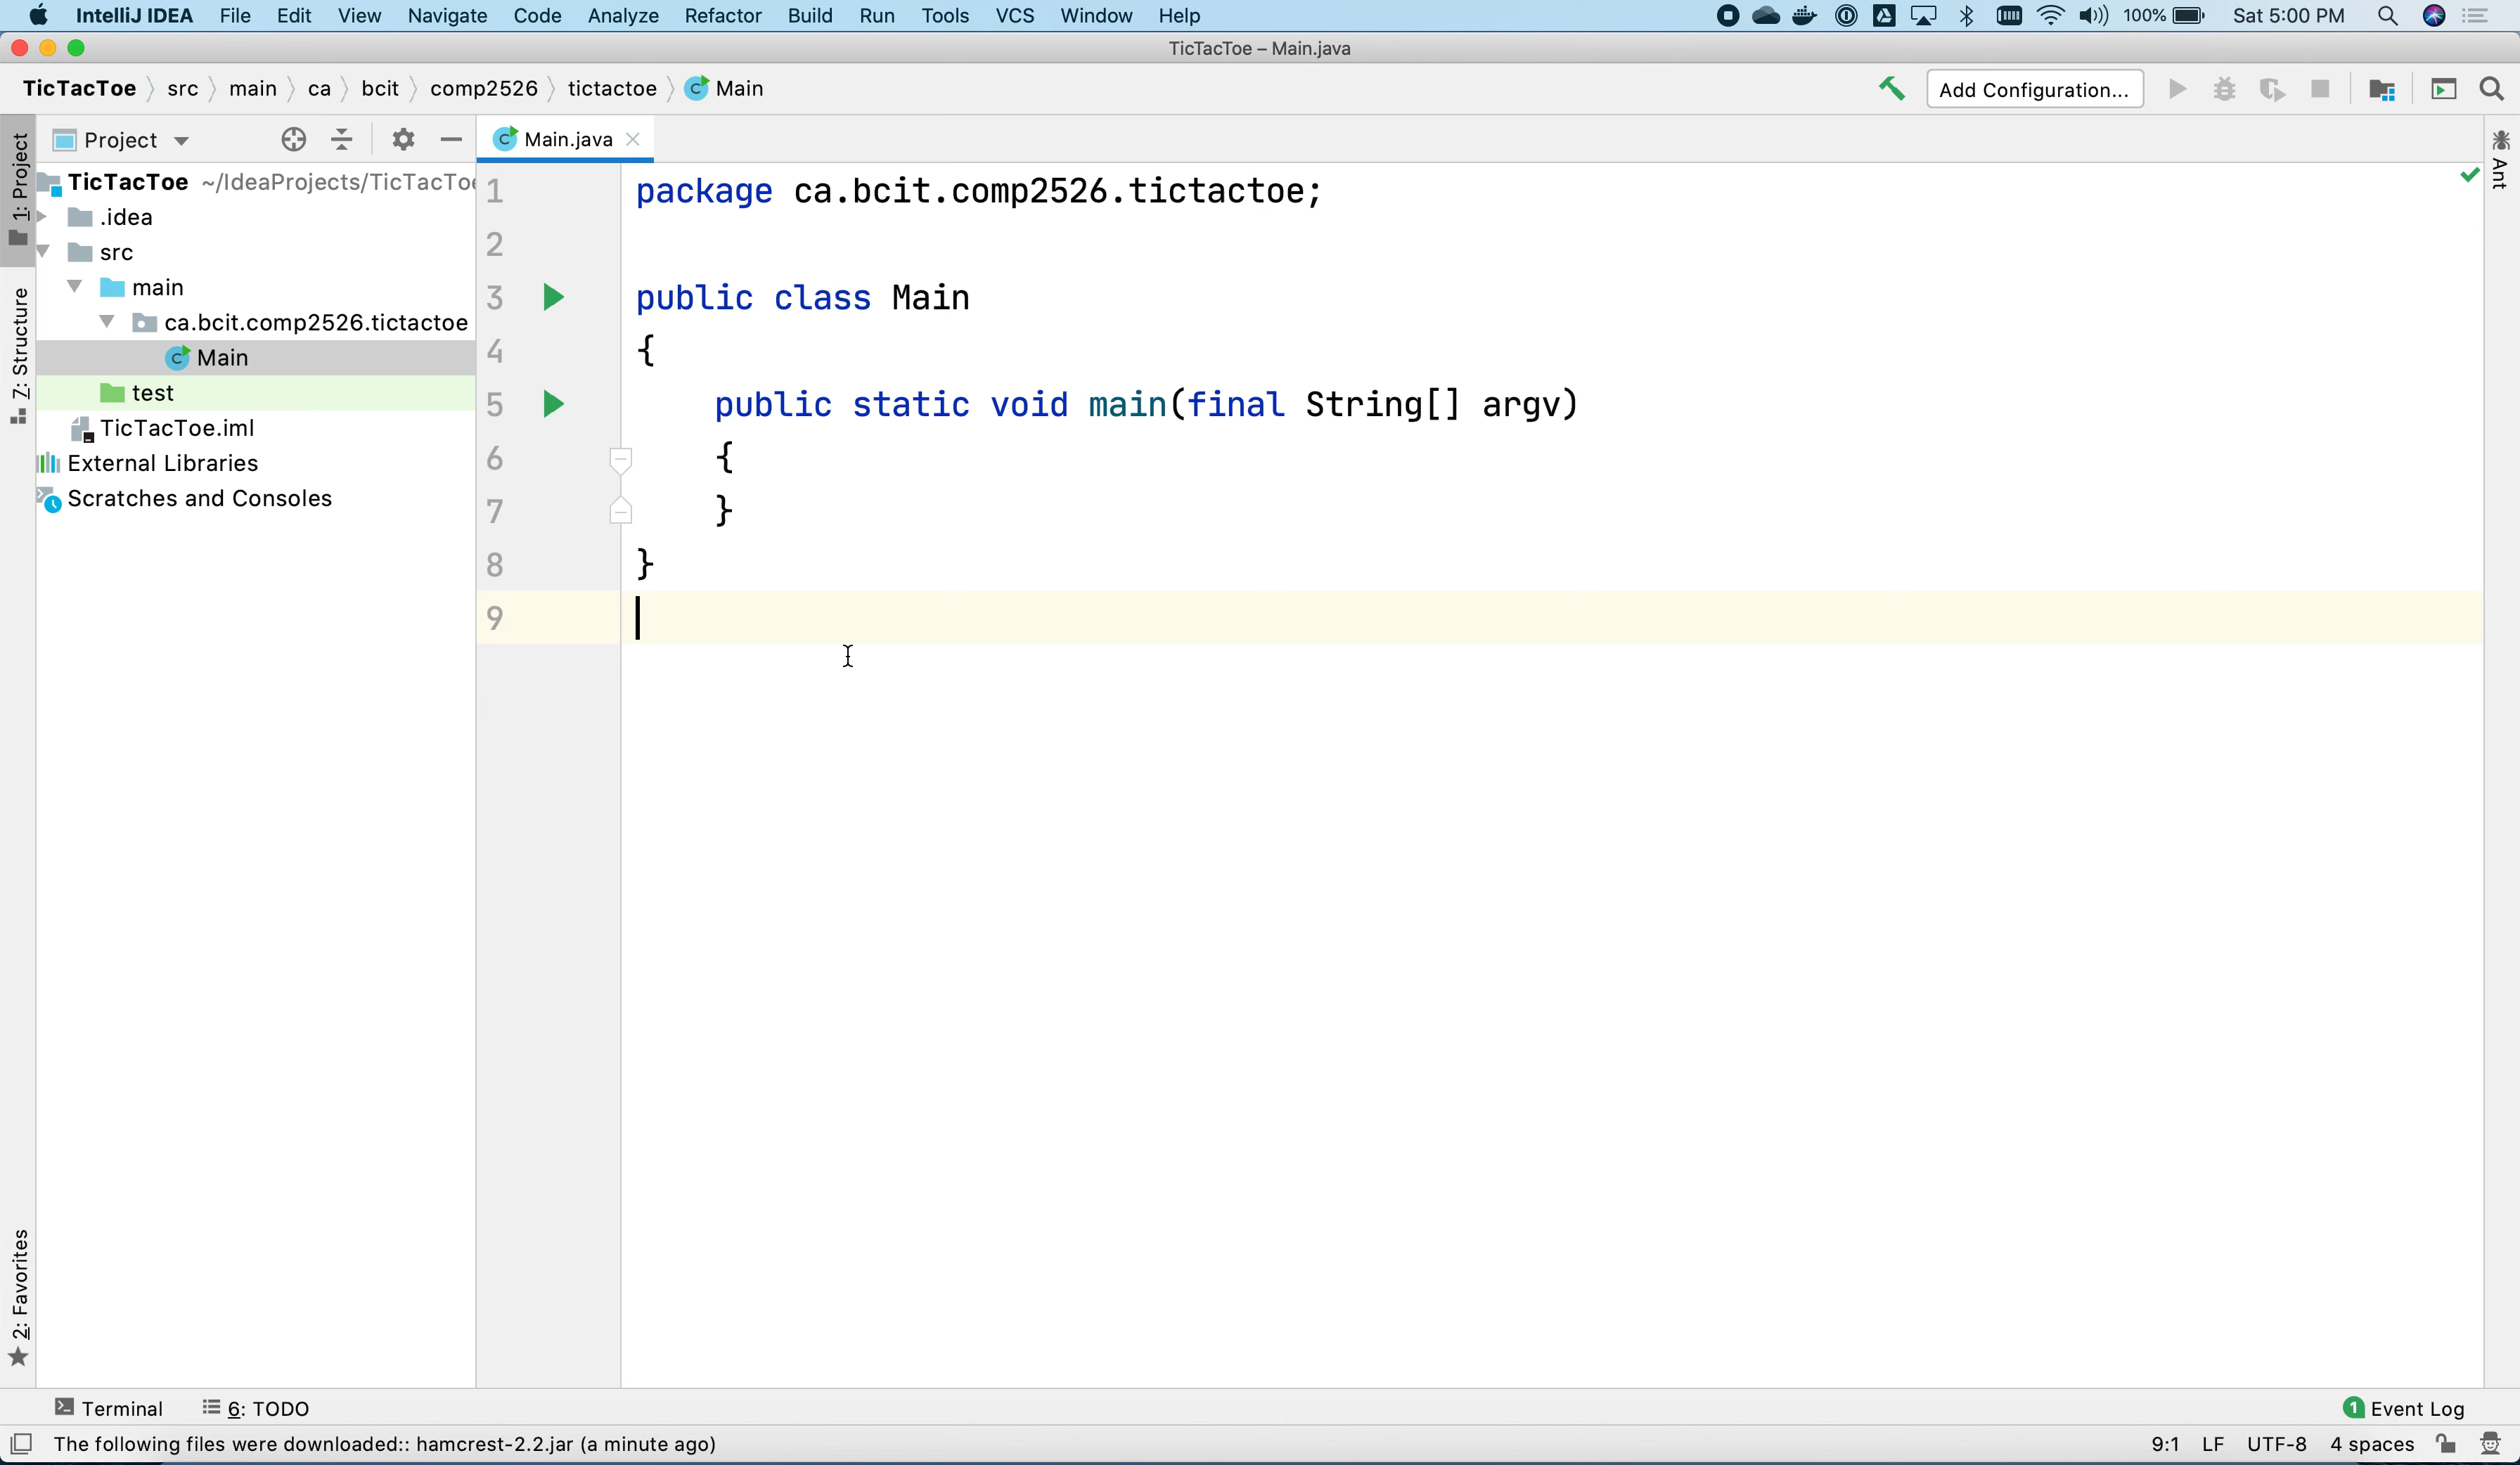 IntelliJ IDEA File Edit View Navigate Code Analyze Refactor Build Run Tools VCS Window Help 100% Sat 5:00 PM
TicTacToe – Main.java
TicTacToe src main ca bcit comp2526 tictactoe Main Add Configuration...
1: Project
7: Structure
2: Favorites
Project
TicTacToe ~/IdeaProjects/TicTacToe
.idea
src
main
ca.bcit.comp2526.tictactoe
Main
test
TicTacToe.iml
External Libraries
Scratches and Consoles
Main.java
1 package ca.bcit.comp2526.tictactoe;
2
3 public class Main
4 {
5 public static void main(final String[] argv)
6 {
7 }
8 }
9
Ant
Terminal 6: TODO 1 Event Log
The following files were downloaded:: hamcrest-2.2.jar (a minute ago) 9:1 LF UTF-8 4 spaces